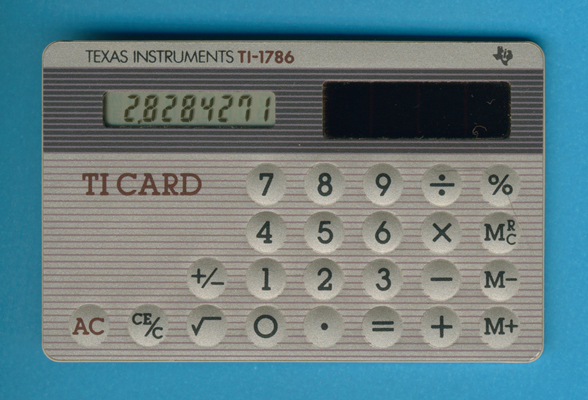 TEXAS INSTRUMENTS TI-1786
2.8284271
TI CARD 7 8 9 ÷ %
4 5 6 × MRC
+/− 1 2 3 − M−
AC CE/C √ 0 · = + M+